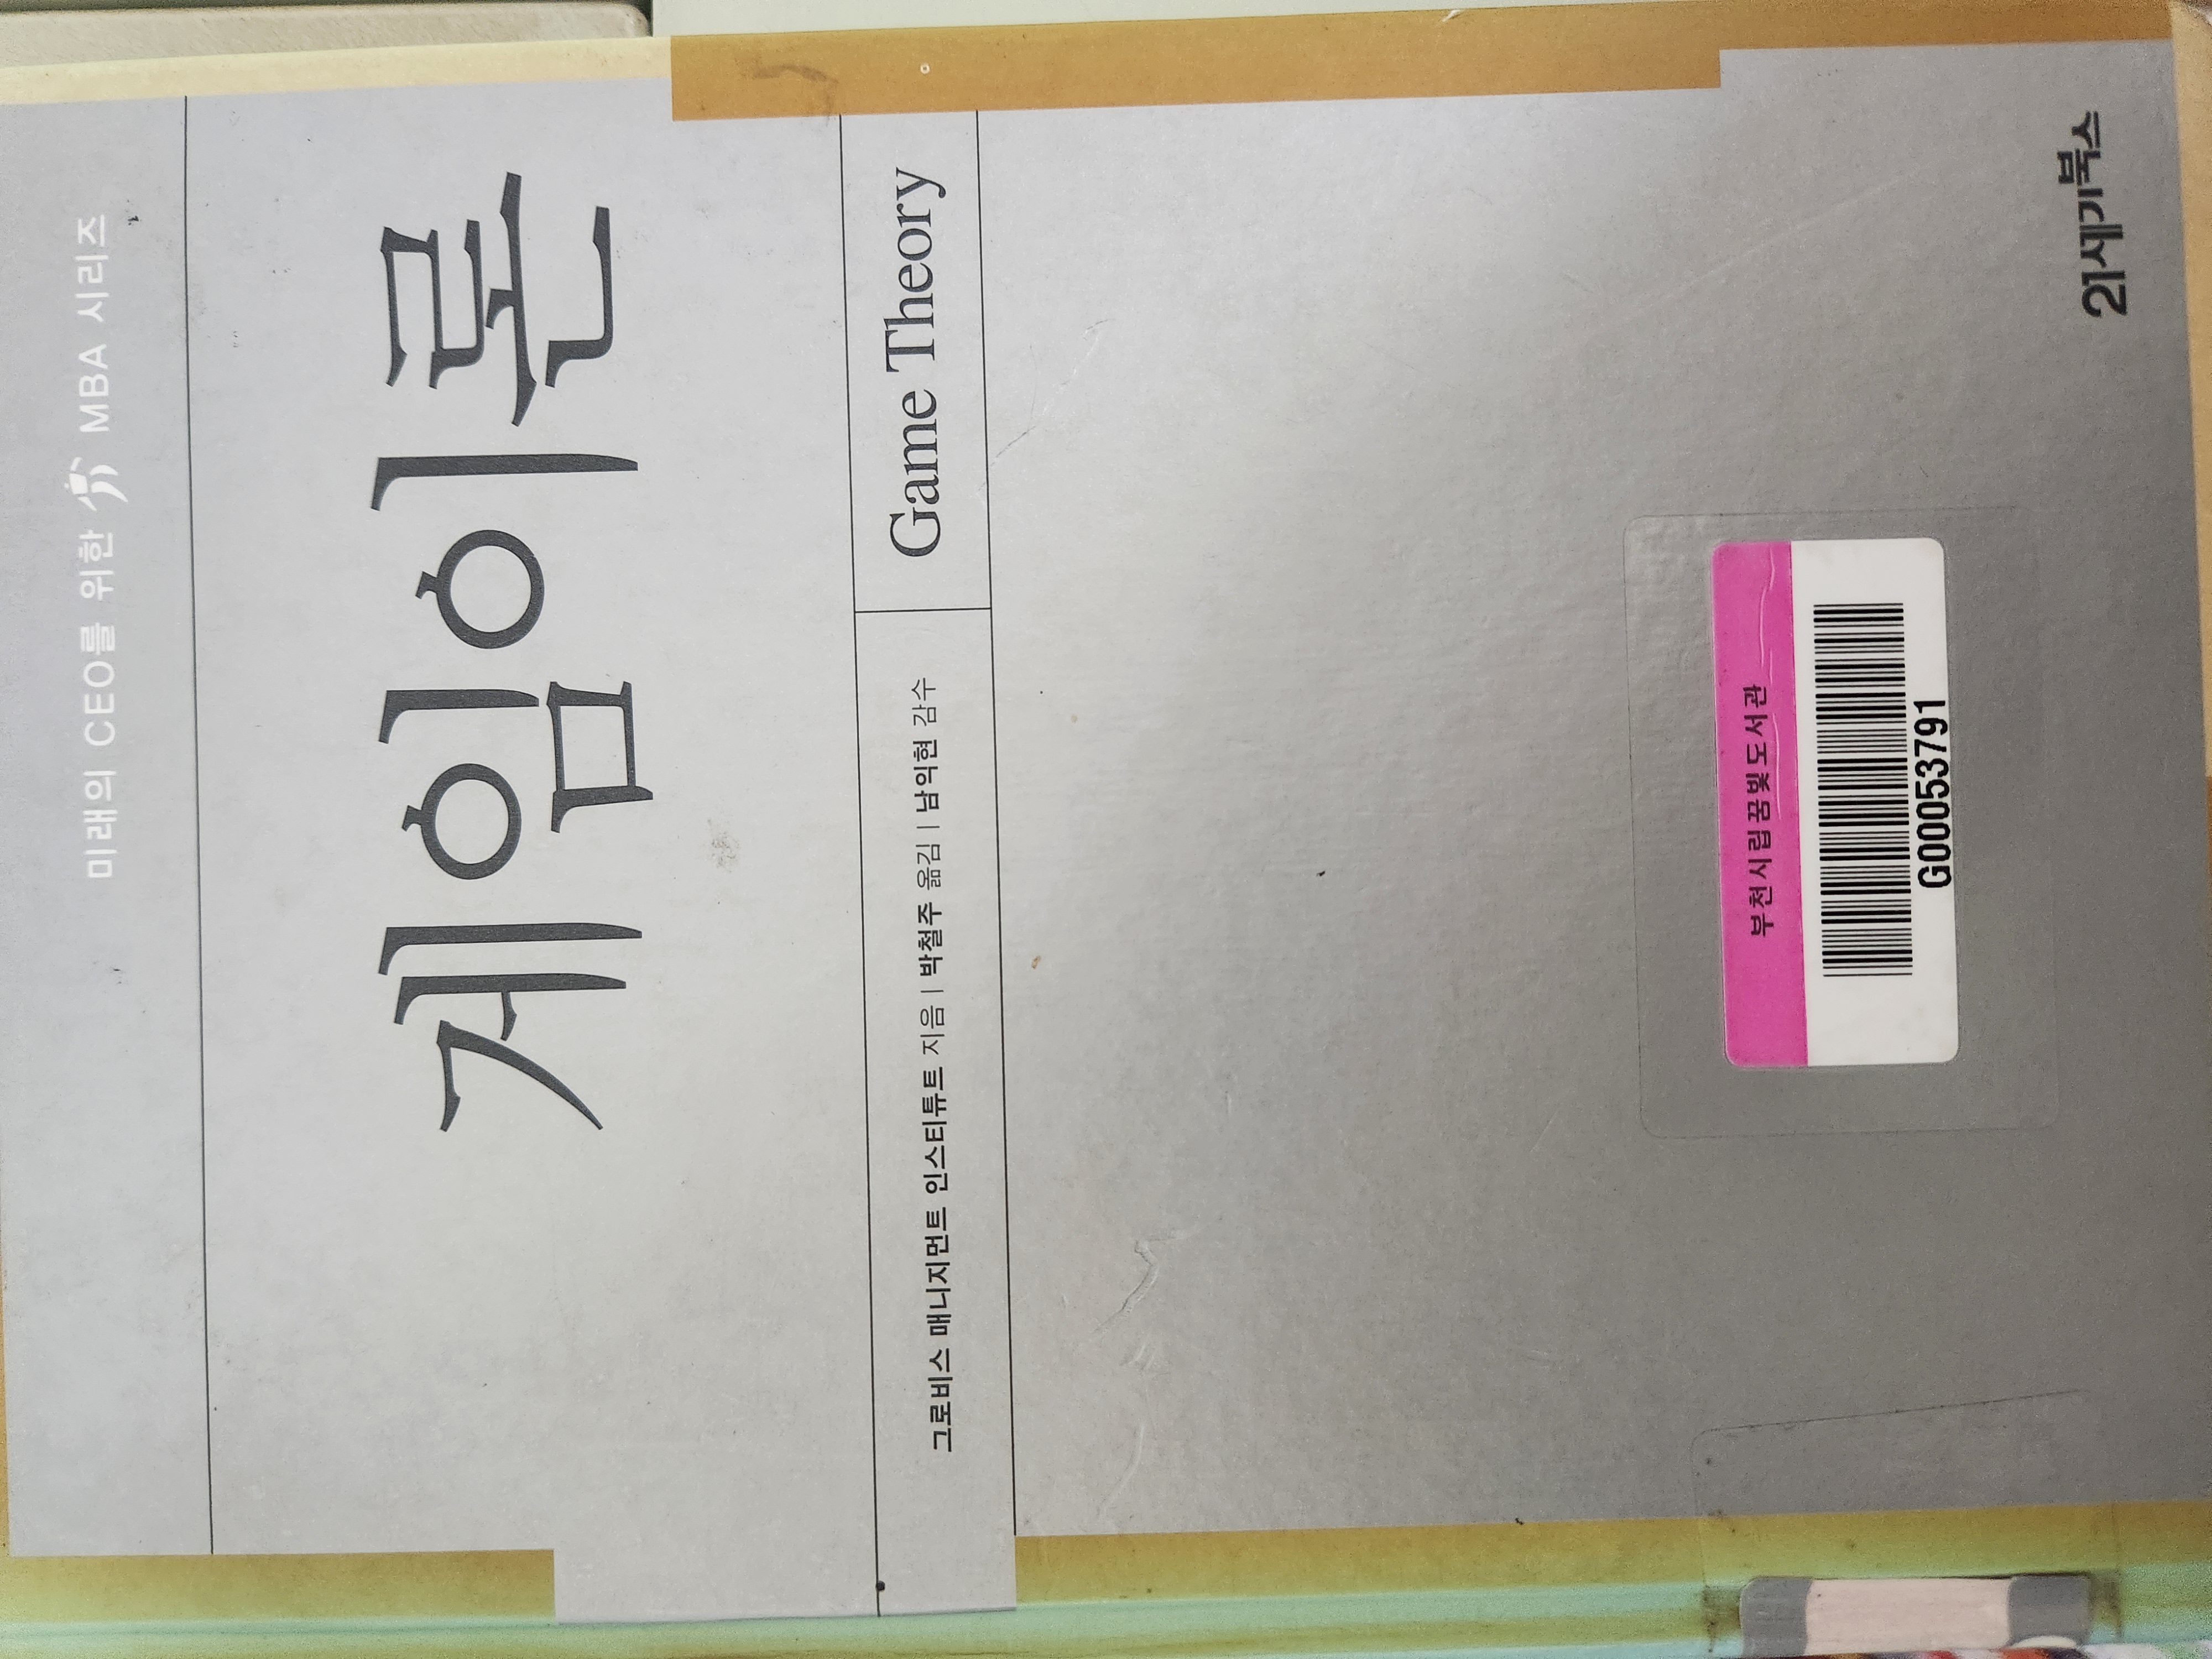 미래의 CEO를 위한 MBA 시리즈
게임이론
Game Theory
그로비스 매니지먼트 인스티튜트 지음 | 박철주 옮김 | 남익현 감수
부천시립꿈빛도서관
G00053791
21세기북스